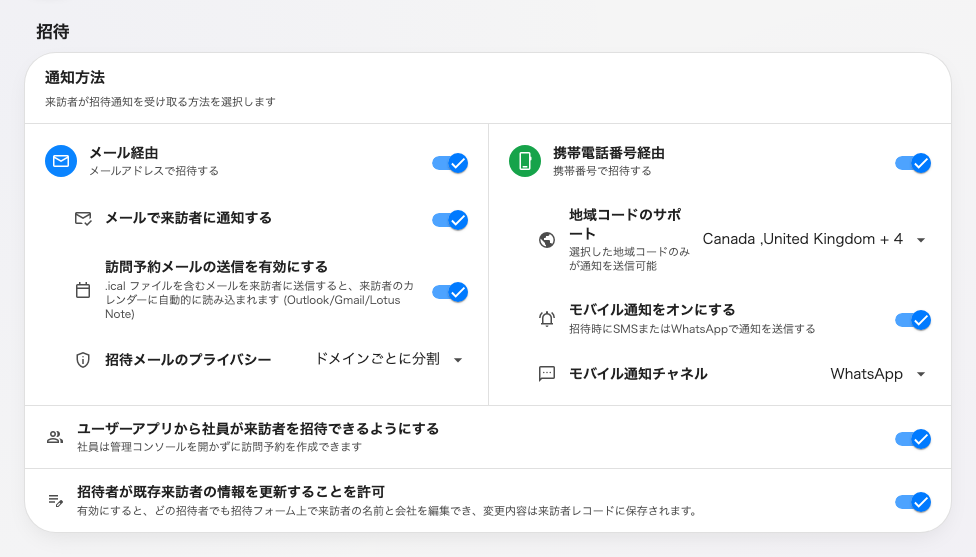 招待
通知方法
来訪者が招待通知を受け取る方法を選択します
メール経由
メールアドレスで招待する
メールで来訪者に通知する
訪問予約メールの送信を有効にする
.ical ファイルを含むメールを来訪者に送信すると、来訪者のカ
レンダーに自動的に読み込まれます (Outlook/Gmail/Lotus
Note)
招待メールのプライバシー
ドメインごとに分割
携帯電話番号経由
携帯番号で招待する
地域コードのサポ
ート
選択した地域コードのみ
が通知を送信可能
Canada ,United Kingdom + 4
モバイル通知をオンにする
招待時にSMSまたはWhatsAppで通知を送信する
モバイル通知チャネル
WhatsApp
ユーザーアプリから社員が来訪者を招待できるようにする
社員は管理コンソールを開かずに訪問予約を作成できます
招待者が既存来訪者の情報を更新することを許可
有効にすると、どの招待者でも招待フォーム上で来訪者の名前と会社を編集でき、変更内容は来訪者レコードに保存されます。